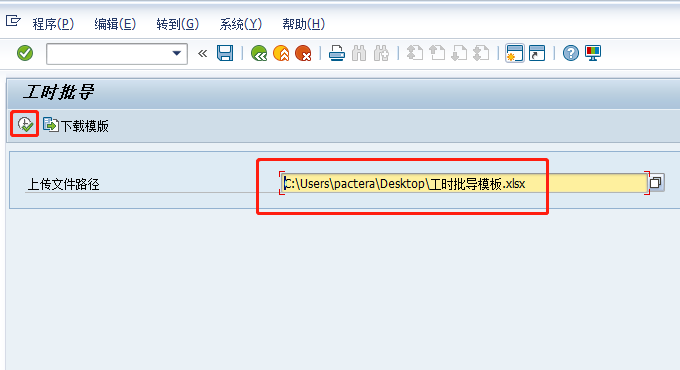 程序(P) 编辑(E) 转到(G) 系统(Y) 帮助(H)
工时批导
下载模版
上传文件路径 C:\Users\pactera\Desktop\工时批导模板.xlsx